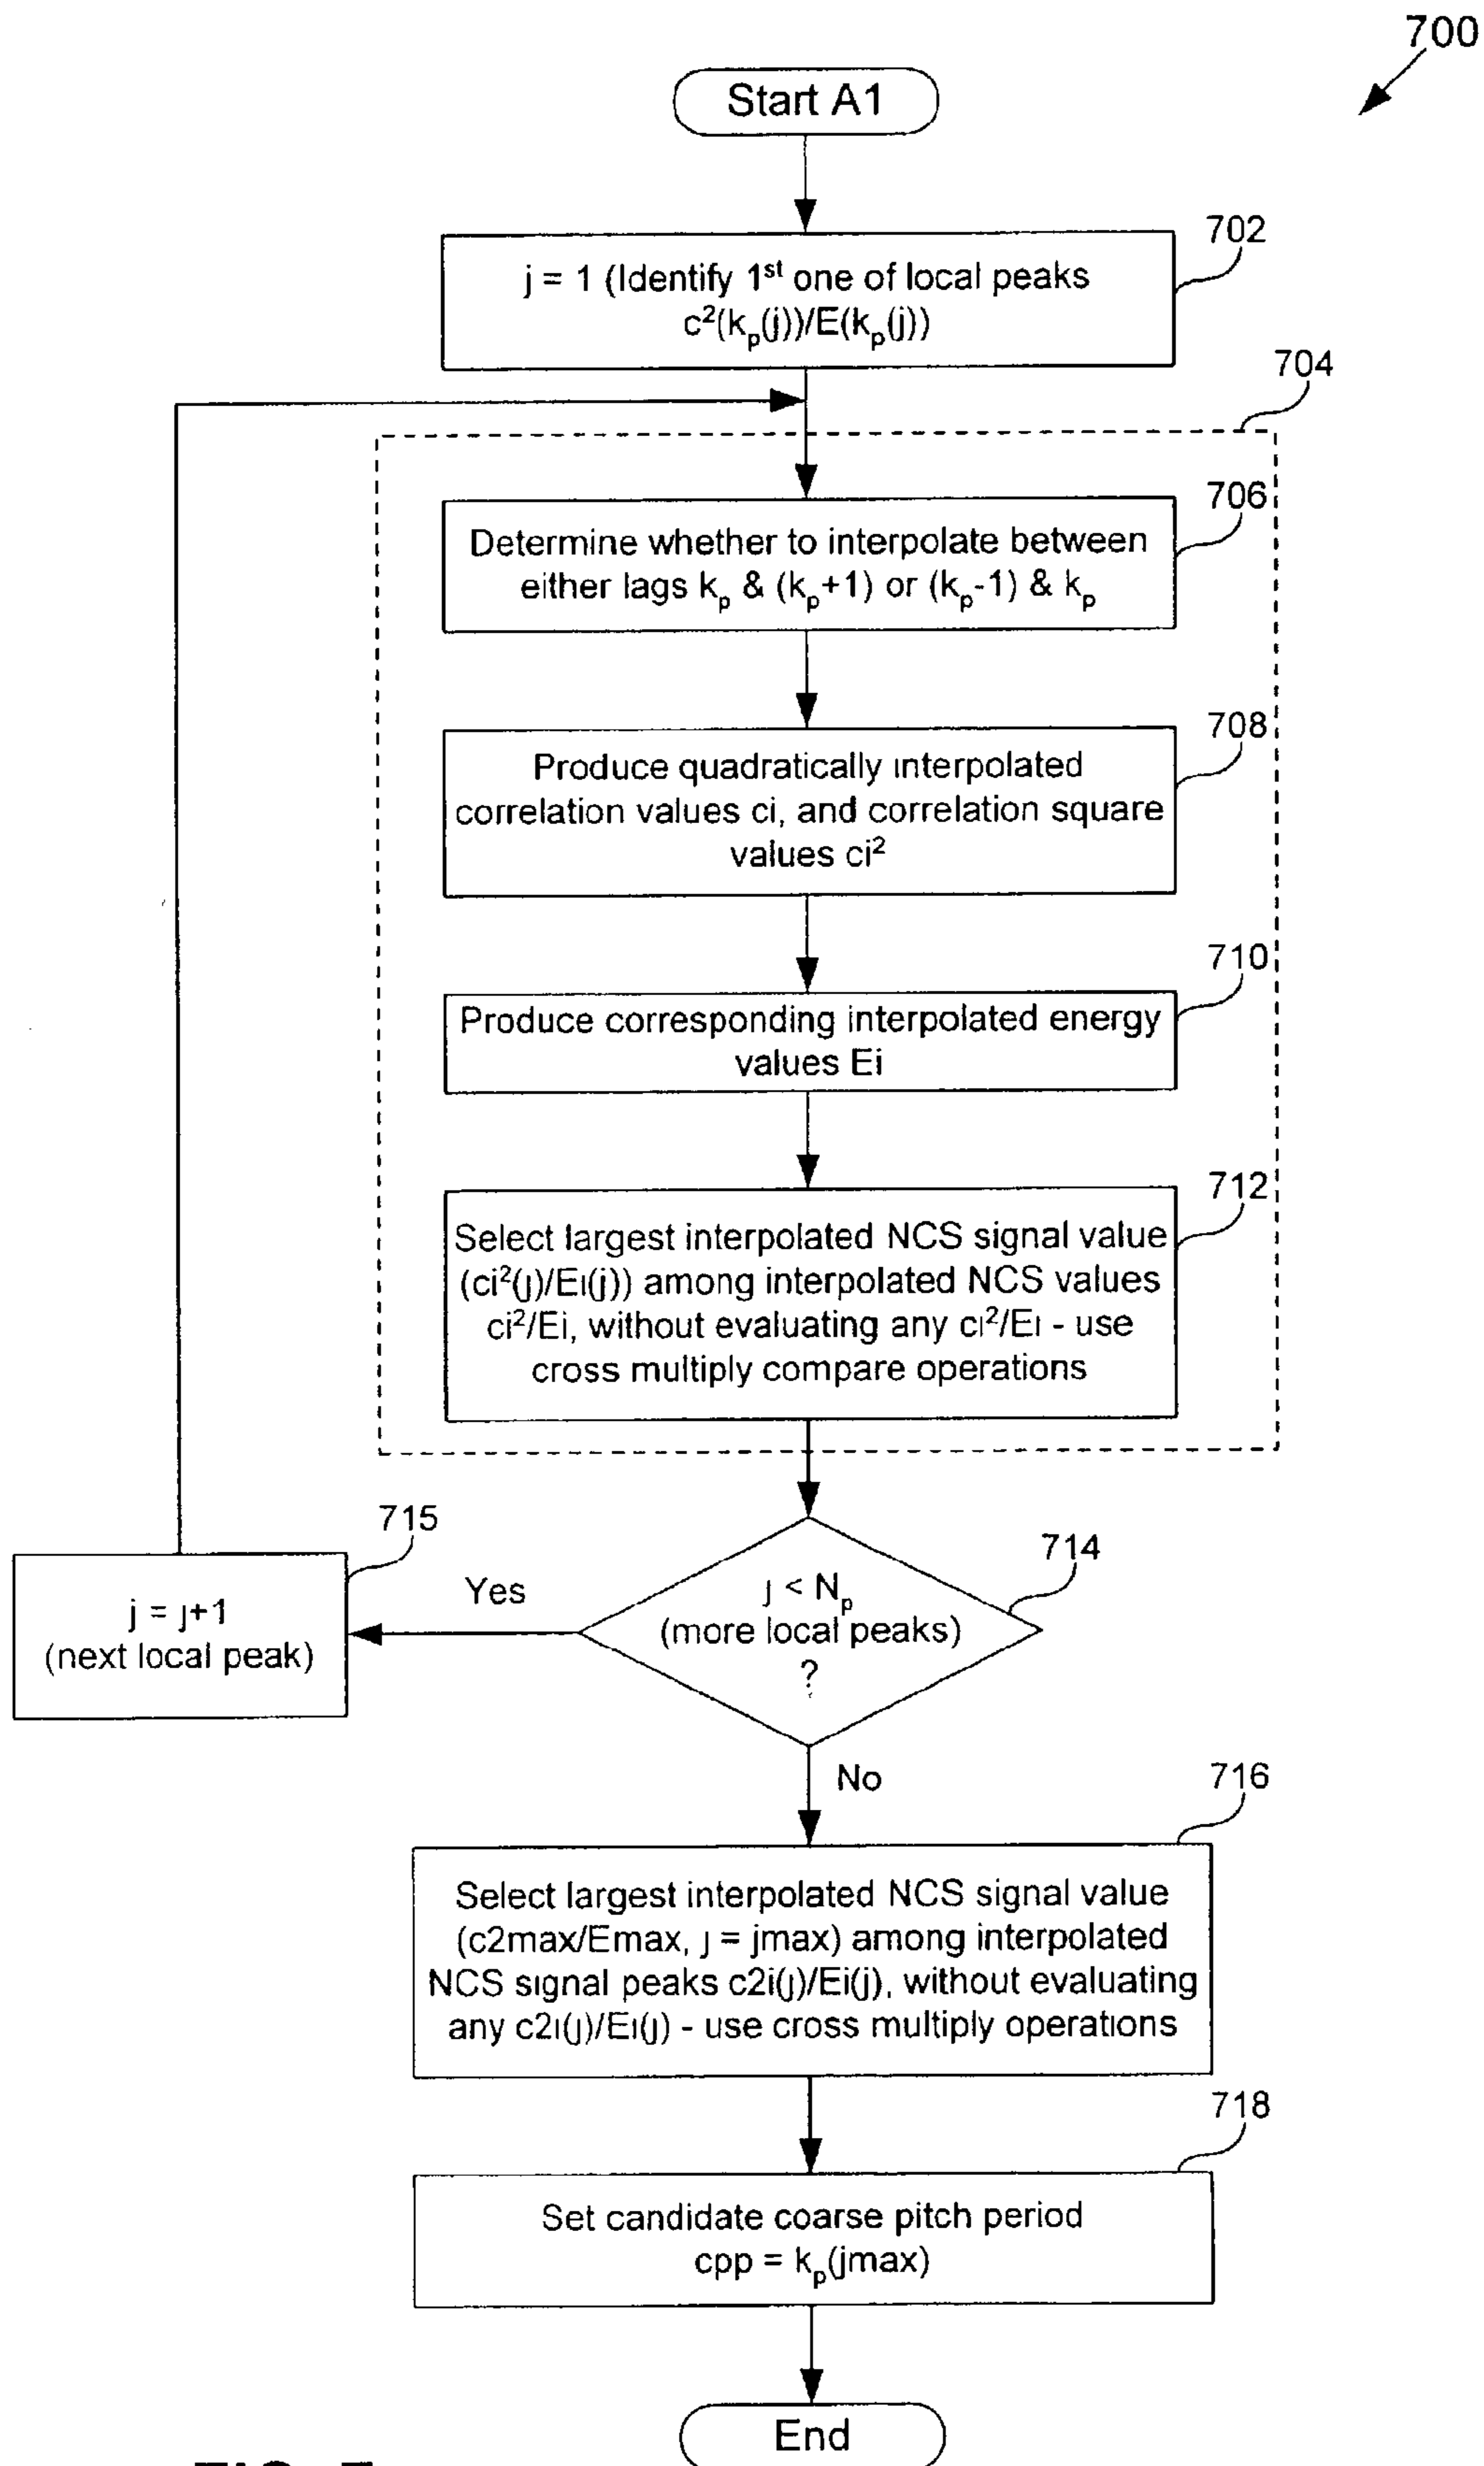 700
Start A1
702
j = 1 (Identify 1st one of local peaks
c²(kp(j))/E(kp(j))
704
706
Determine whether to interpolate between
either lags kp & (kp+1) or (kp-1) & kp
708
Produce quadratically interpolated
correlation values ci, and correlation square
values ci²
710
Produce corresponding interpolated energy
values Ei
712
Select largest interpolated NCS signal value
(ci²(j)/Ei(j)) among interpolated NCS values
ci²/Ei, without evaluating any ci²/Ei - use
cross multiply compare operations
715
j = j+1
(next local peak)
Yes
714
j < Np
(more local peaks)
?
No
716
Select largest interpolated NCS signal value
(c2max/Emax, j = jmax) among interpolated
NCS signal peaks c2i(j)/Ei(j), without evaluating
any c2i(j)/Ei(j) - use cross multiply operations
718
Set candidate coarse pitch period
cpp = kp(jmax)
End